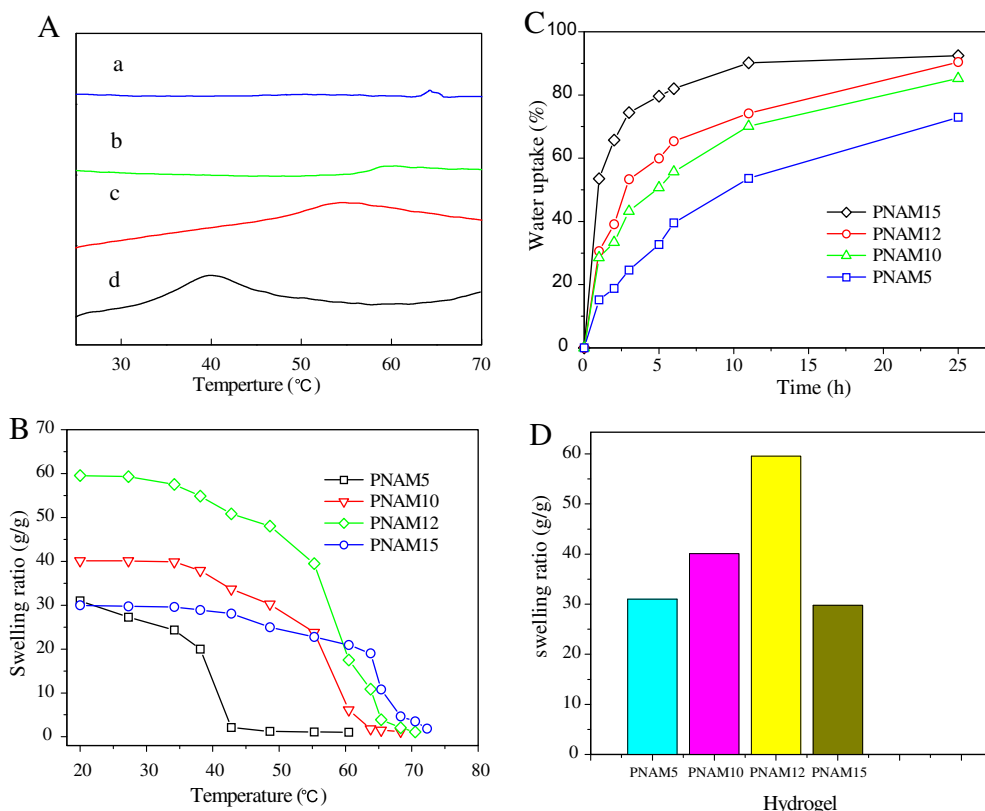 A
a
b
c
d
30 40 50 60 70
Temperture (℃)
C
100
80
60
40
20
0
Water uptake (%)
PNAM15
PNAM12
PNAM10
PNAM5
0 5 10 15 20 25
Time (h)
B
70
60
50
40
30
20
10
0
Swelling ratio (g/g)
PNAM5
PNAM10
PNAM12
PNAM15
20 30 40 50 60 70 80
Temperature (℃)
D
60
50
40
30
20
10
0
swelling ratio (g/g)
PNAM5 PNAM10 PNAM12 PNAM15
Hydrogel